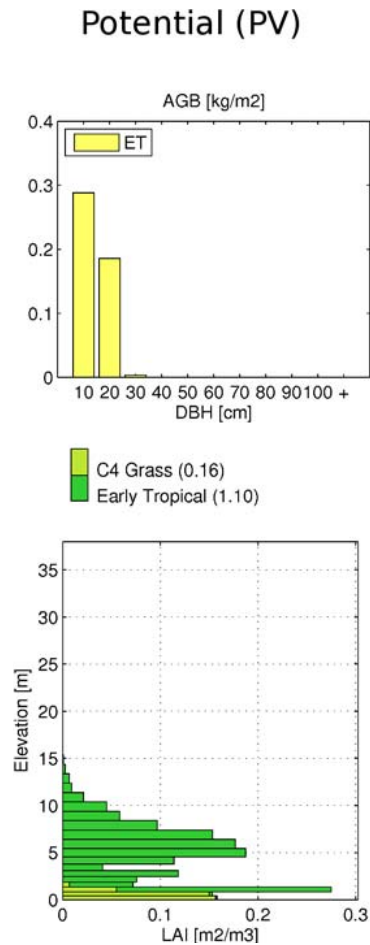 Potential (PV)
AGB [kg/m2]
0.4
ET
0.3
0.2
0.1
0
10 20 30 40 50 60 70 80 90 100 +
DBH [cm]
C4 Grass (0.16)
Early Tropical (1.10)
35
30
25
20
15
10
5
0
Elevation [m]
0 0.1 0.2 0.3
LAI [m2/m3]